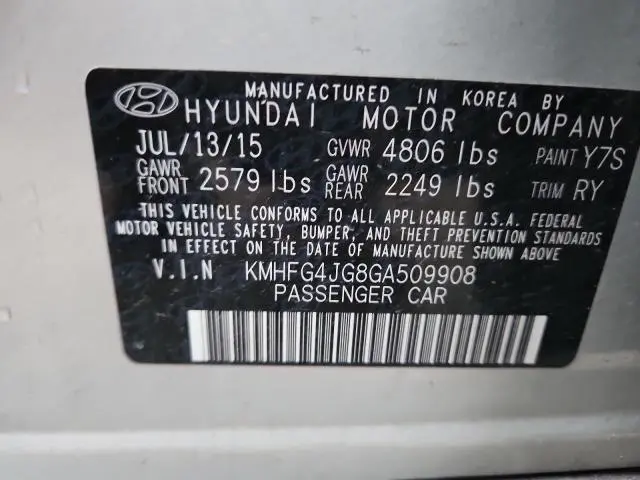 MANUFACTURED IN KOREA BY
HYUNDAI MOTOR COMPANY
JUL/13/15 GVWR 4806 lbs PAINT Y7S
GAWR FRONT 2579 lbs GAWR REAR 2249 lbs TRIM RY
THIS VEHICLE CONFORMS TO ALL APPLICABLE U.S.A. FEDERAL
MOTOR VEHICLE SAFETY, BUMPER, AND THEFT PREVENTION STANDARDS
IN EFFECT ON THE DATE OF MANUFACTURE SHOWN ABOVE
V.I.N KMHFG4JG8GA509908
PASSENGER CAR